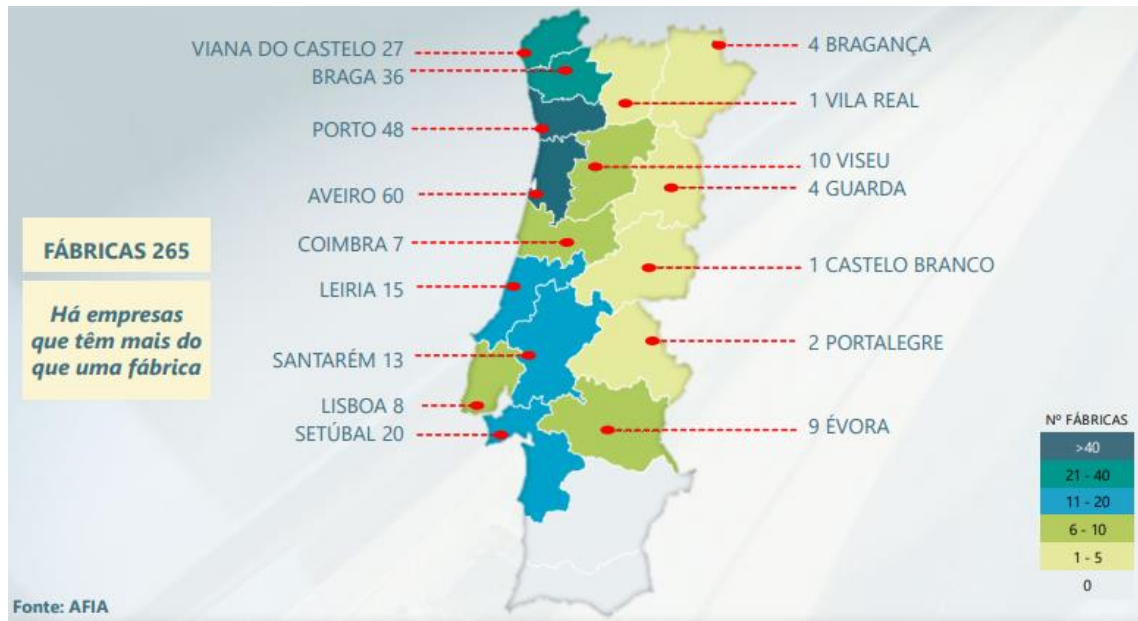 VIANA DO CASTELO 27
BRAGA 36
PORTO 48
AVEIRO 60
COIMBRA 7
LEIRIA 15
SANTARÉM 13
LISBOA 8
SETÚBAL 20
4 BRAGANÇA
1 VILA REAL
10 VISEU
4 GUARDA
1 CASTELO BRANCO
2 PORTALEGRE
9 ÉVORA
FÁBRICAS 265
Há empresas
que têm mais do
que uma fábrica
Nº FÁBRICAS
>40
21 - 40
11 - 20
6 - 10
1 - 5
0
Fonte: AFIA